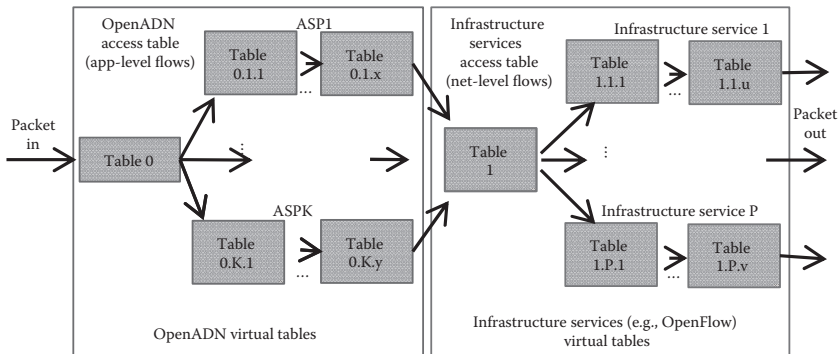 OpenADN
access table
(app-level flows)
ASP1
Table
0.1.1
...
Table
0.1.x
Packet
in
Table 0
...
ASPK
Table
0.K.1
...
Table
0.K.y
OpenADN virtual tables
Infrastructure
services
access table
(net-level flows)
Infrastructure service 1
Table
1.1.1
...
Table
1.1.u
Table
1
...
Packet
out
Infrastructure service P
Table
1.P.1
...
Table
1.P.v
Infrastructure services (e.g., OpenFlow)
virtual tables